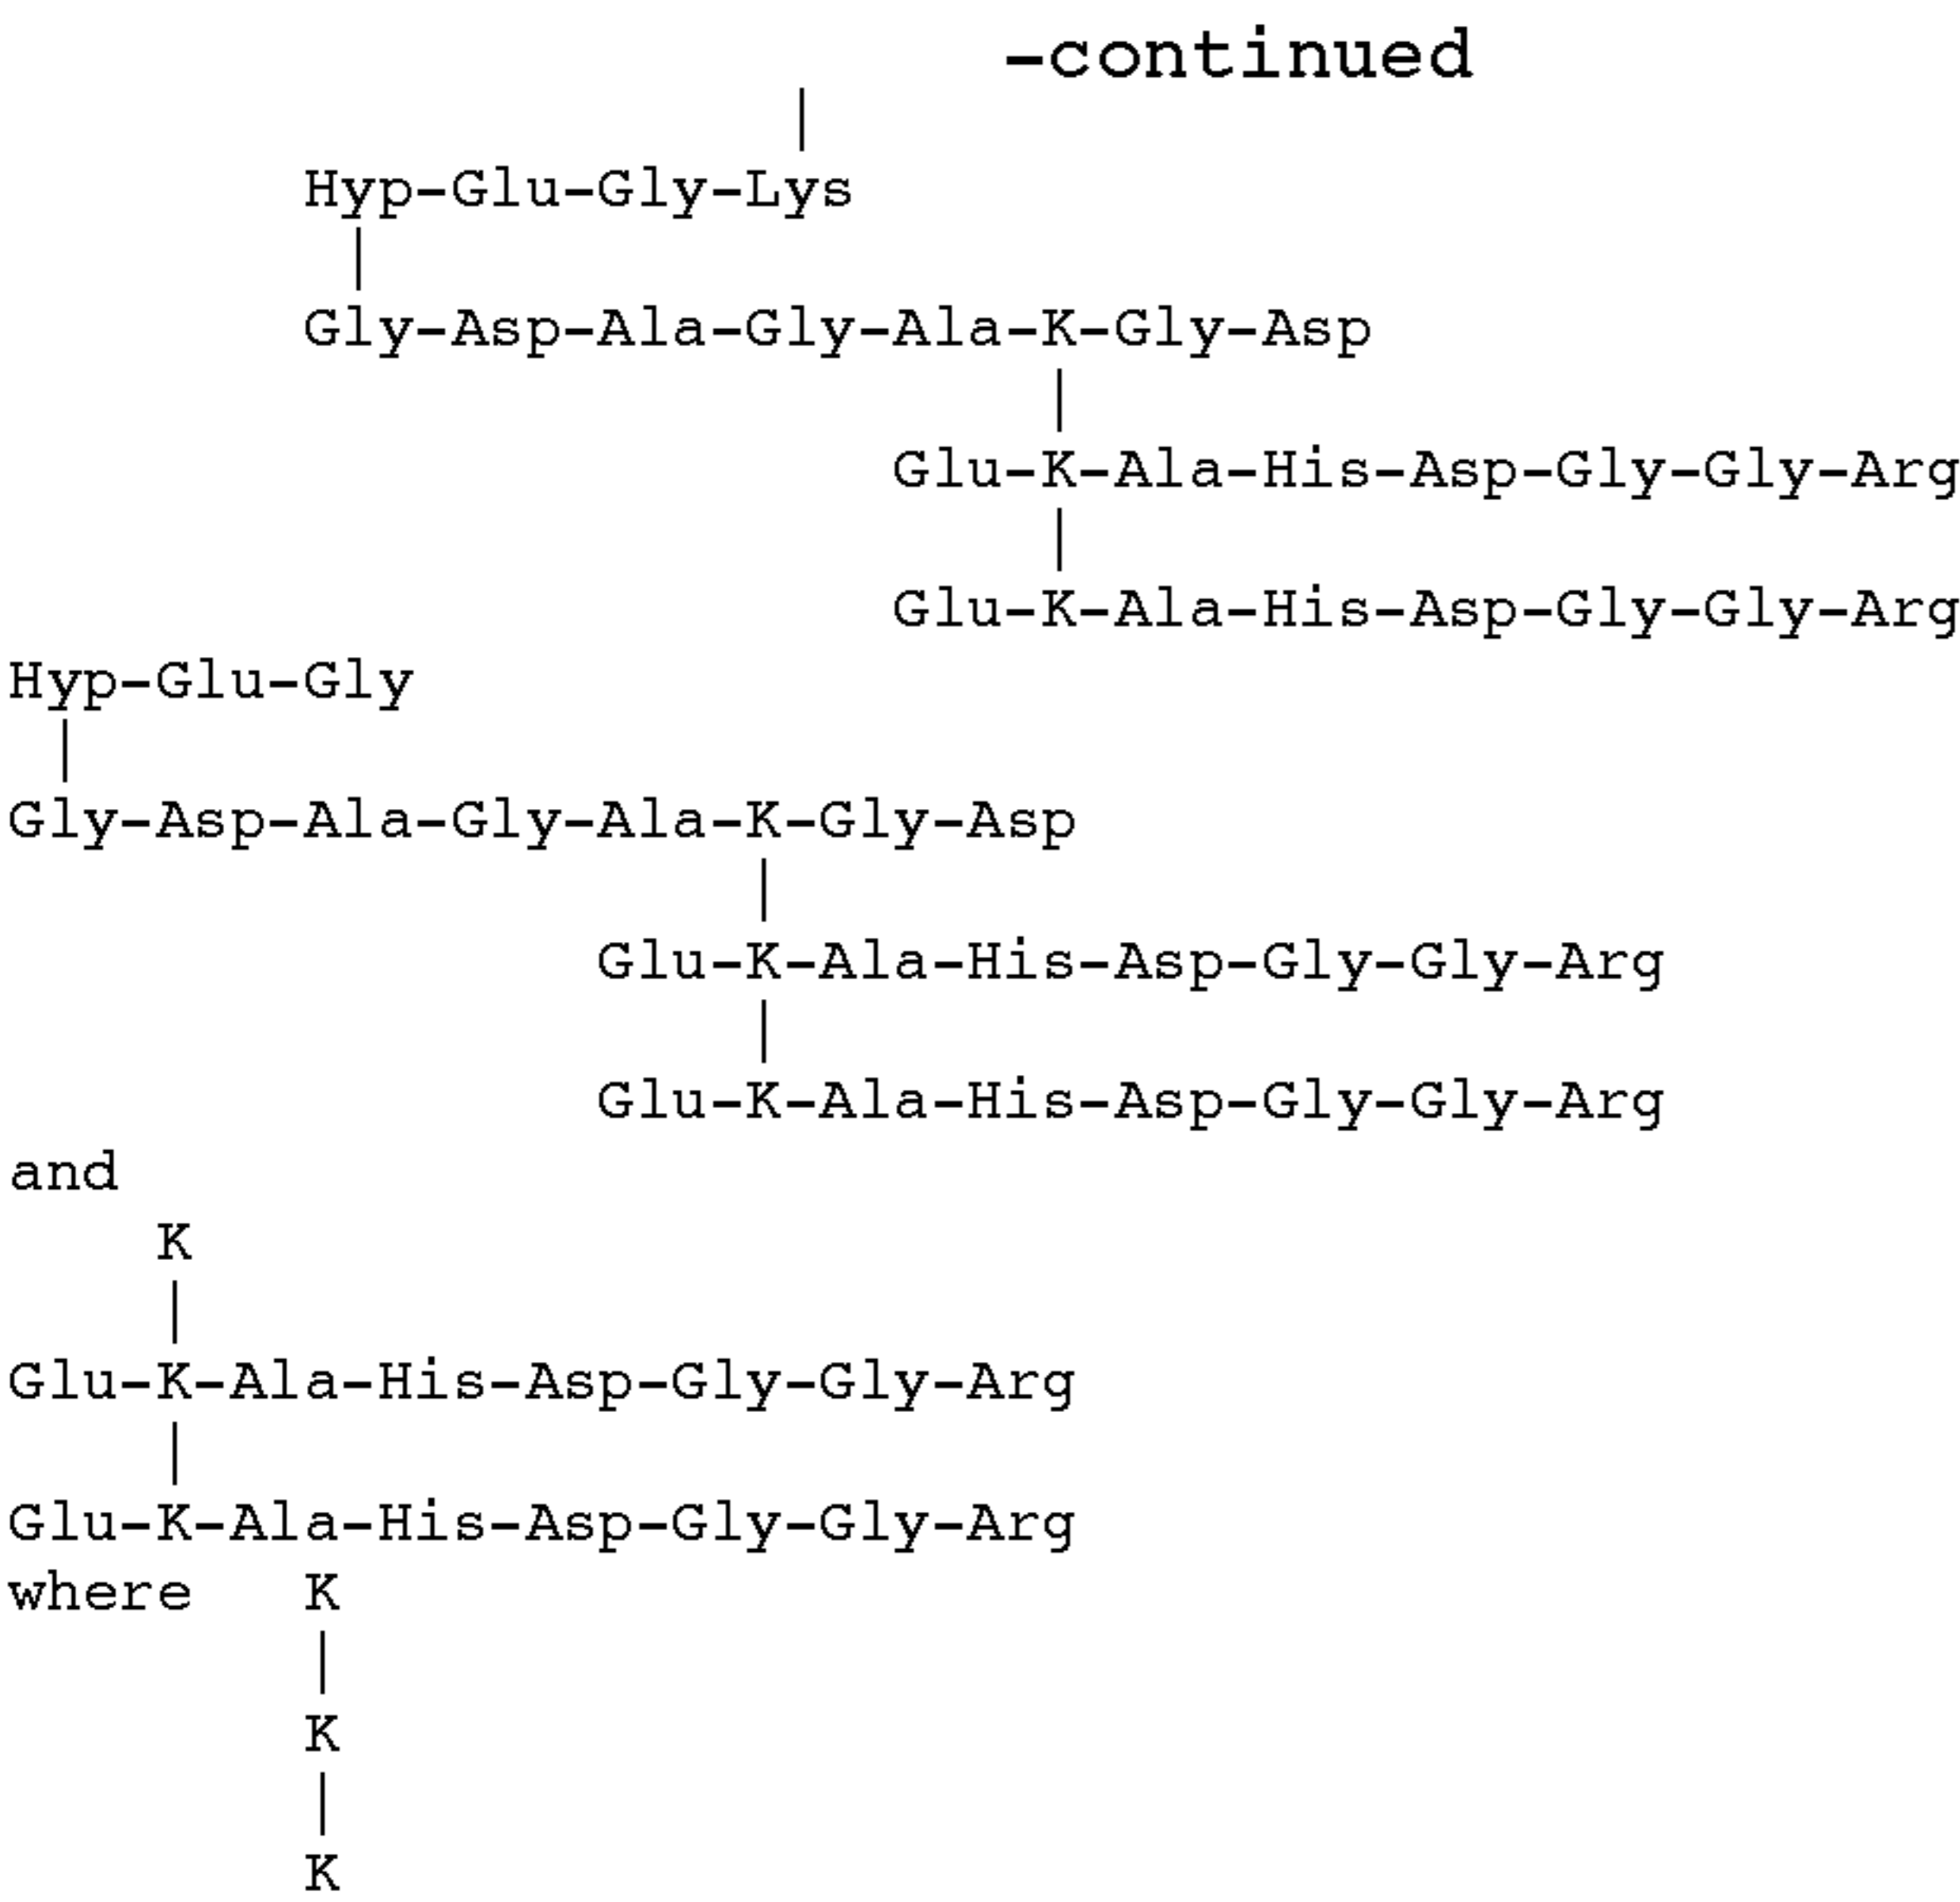 -continued
Hyp-Glu-Gly-Lys
Gly-Asp-Ala-Gly-Ala-K-Gly-Asp
Glu-K-Ala-His-Asp-Gly-Gly-Arg
Glu-K-Ala-His-Asp-Gly-Gly-Arg
Hyp-Glu-Gly
Gly-Asp-Ala-Gly-Ala-K-Gly-Asp
Glu-K-Ala-His-Asp-Gly-Gly-Arg
Glu-K-Ala-His-Asp-Gly-Gly-Arg
and
K
Glu-K-Ala-His-Asp-Gly-Gly-Arg
Glu-K-Ala-His-Asp-Gly-Gly-Arg
where K
K
K